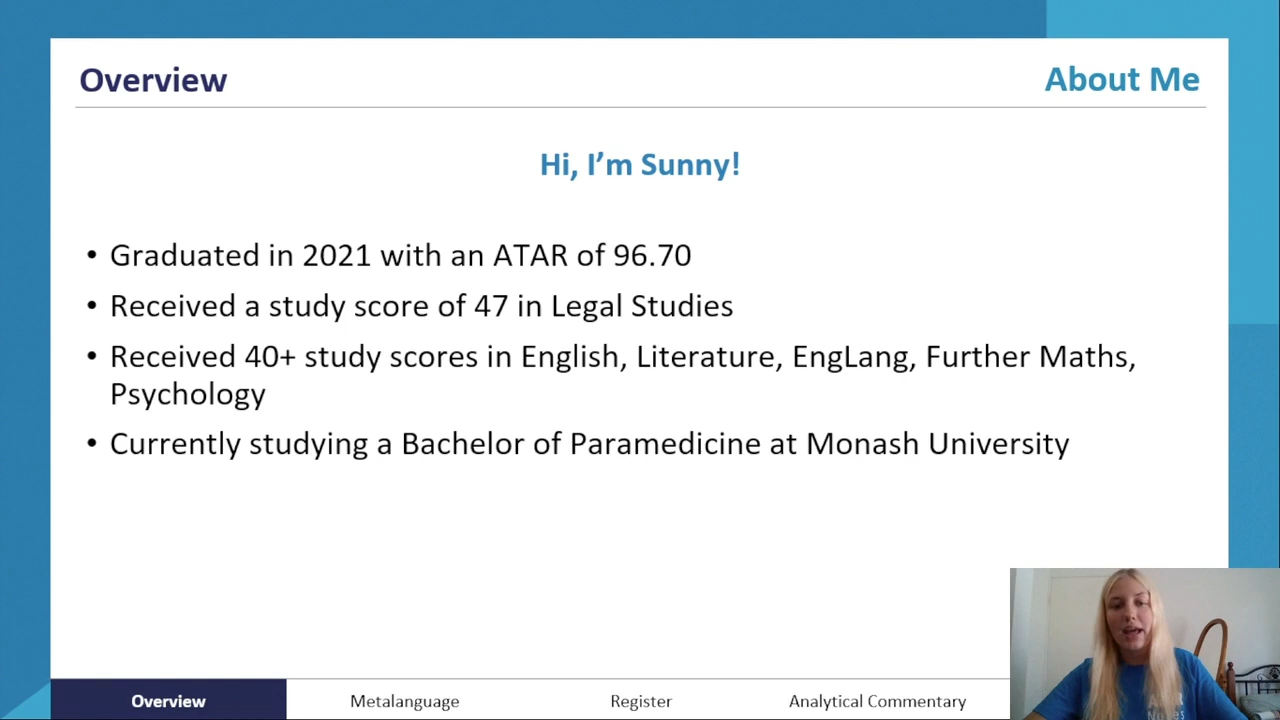 Overview
About Me
Hi, I’m Sunny!
• Graduated in 2021 with an ATAR of 96.70
• Received a study score of 47 in Legal Studies
• Received 40+ study scores in English, Literature, EngLang, Further Maths,
Psychology
• Currently studying a Bachelor of Paramedicine at Monash University
Overview
Metalanguage
Register
Analytical Commentary